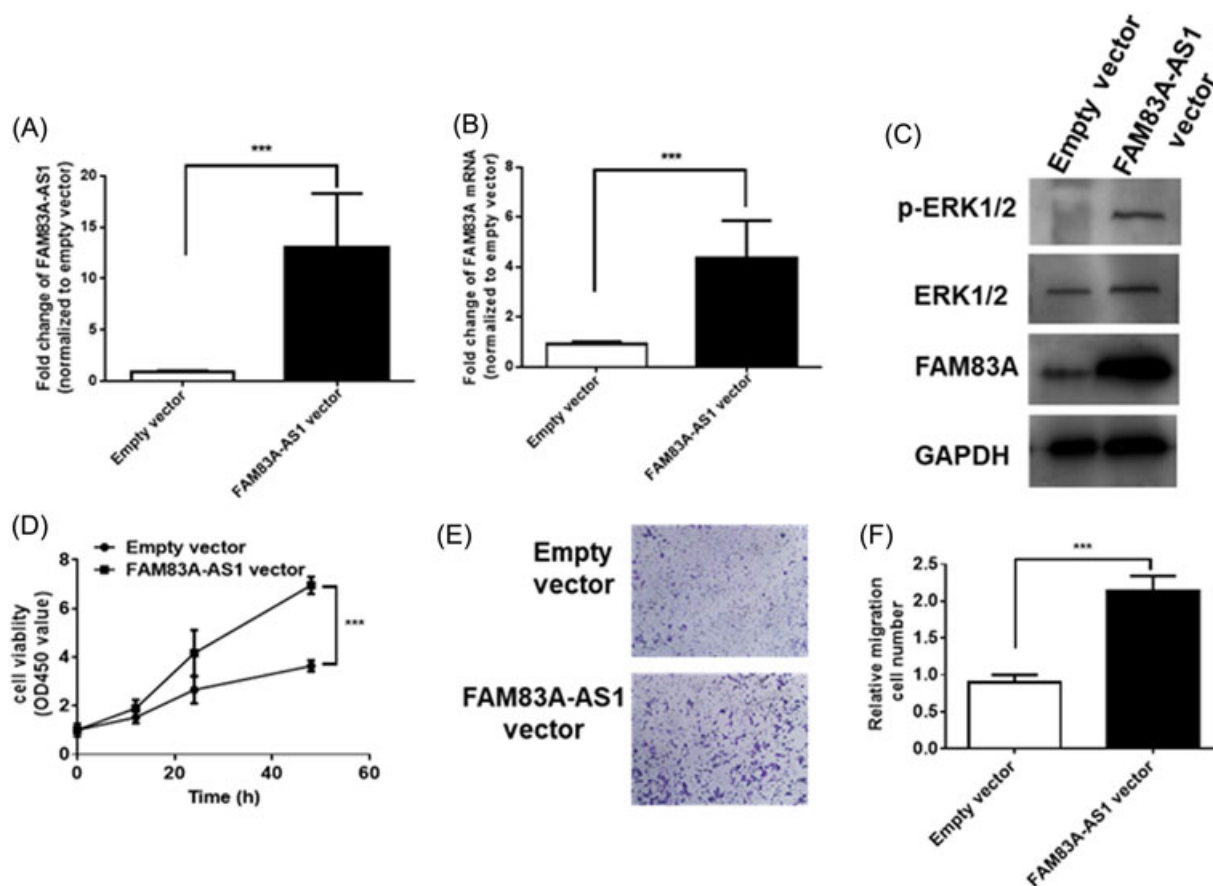 (A)
Fold change of FAM83A-AS1
(normalized to empty vector)
20
15
10
5
0
***
Empty vector
FAM83A-AS1 vector
(B)
Fold change of FAM83A mRNA
(normalized to empty vector)
8
6
4
2
0
***
Empty vector
FAM83A-AS1 vector
(C)
Empty vector
FAM83A-AS1
vector
p-ERK1/2
ERK1/2
FAM83A
GAPDH
(D)
Empty vector
FAM83A-AS1 vector
cell viablity
(OD450 value)
8
6
4
2
0
***
0
20
40
60
Time (h)
(E)
Empty
vector
FAM83A-AS1
vector
(F)
Relative migration
cell number
2.5
2.0
1.5
1.0
0.5
0.0
***
Empty vector
FAM83A-AS1 vector